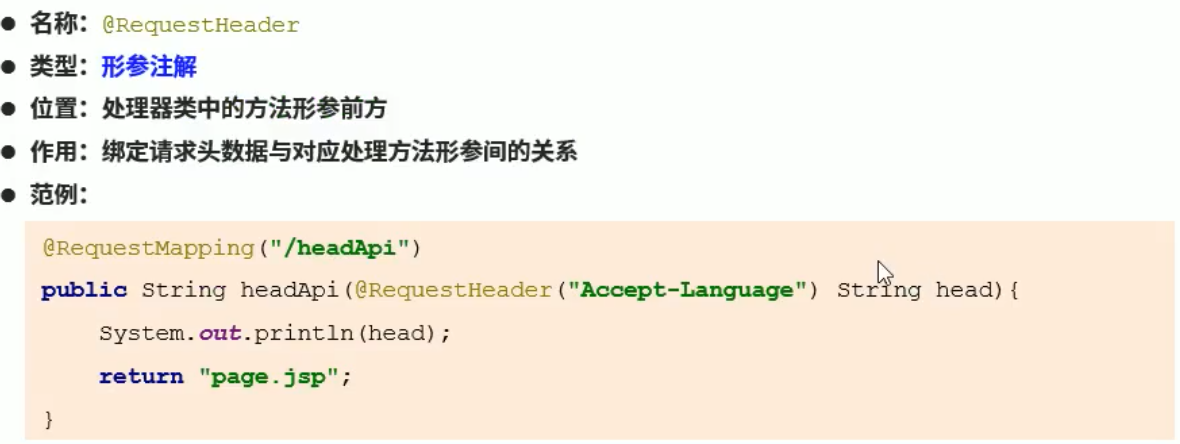 ● 名称：@RequestHeader
● 类型：形参注解
● 位置：处理器类中的方法形参前方
● 作用：绑定请求头数据与对应处理方法形参间的关系
● 范例：
@RequestMapping("/headApi")
public String headApi(@RequestHeader("Accept-Language") String head){
    System.out.println(head);
    return "page.jsp";
}